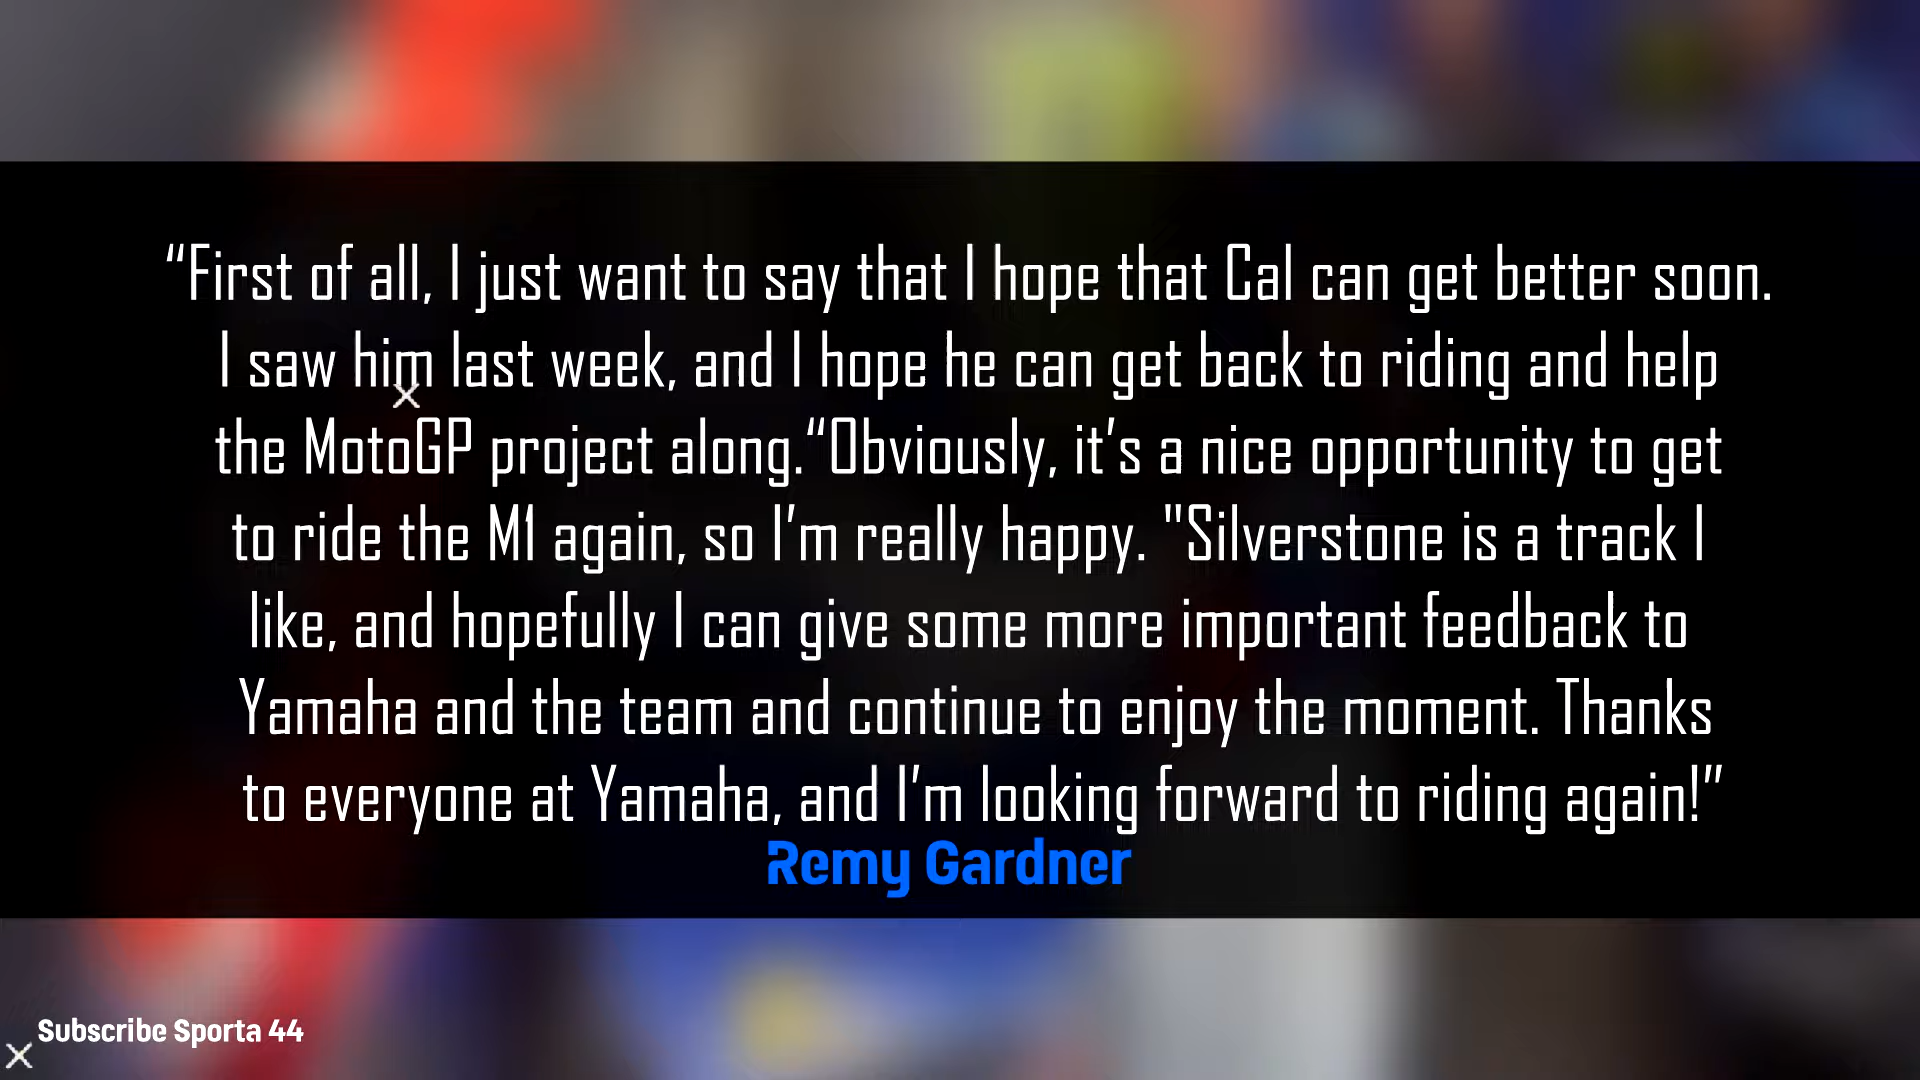 “First of all, I just want to say that I hope that Cal can get better soon.
I saw him last week, and I hope he can get back to riding and help
the MotoGP project along.“Obviously, it’s a nice opportunity to get
to ride the M1 again, so I’m really happy. "Silverstone is a track I
like, and hopefully I can give some more important feedback to
Yamaha and the team and continue to enjoy the moment. Thanks
to everyone at Yamaha, and I’m looking forward to riding again!”
Remy Gardner
Subscribe Sporta 44